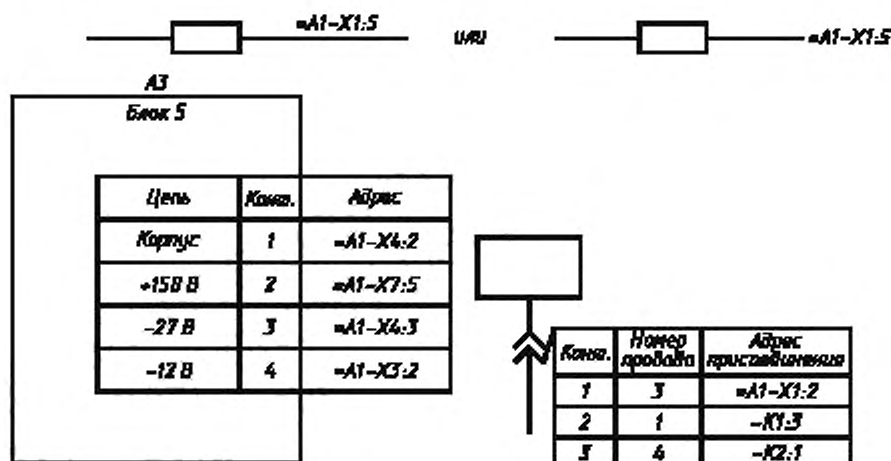 =A1-X1:5 или =A1-X1:5
A3
Блок 5
Цепь Конт. Адрес
Корпус 1 =A1-X4:2
+158 В 2 =A1-X7:5
-27 В 3 =A1-X4:3
-12 В 4 =A1-X3:2
Конт. Номер провода Адрес присоединения
1 3 =A1-X1:2
2 1 -K1:3
3 4 -K2:1